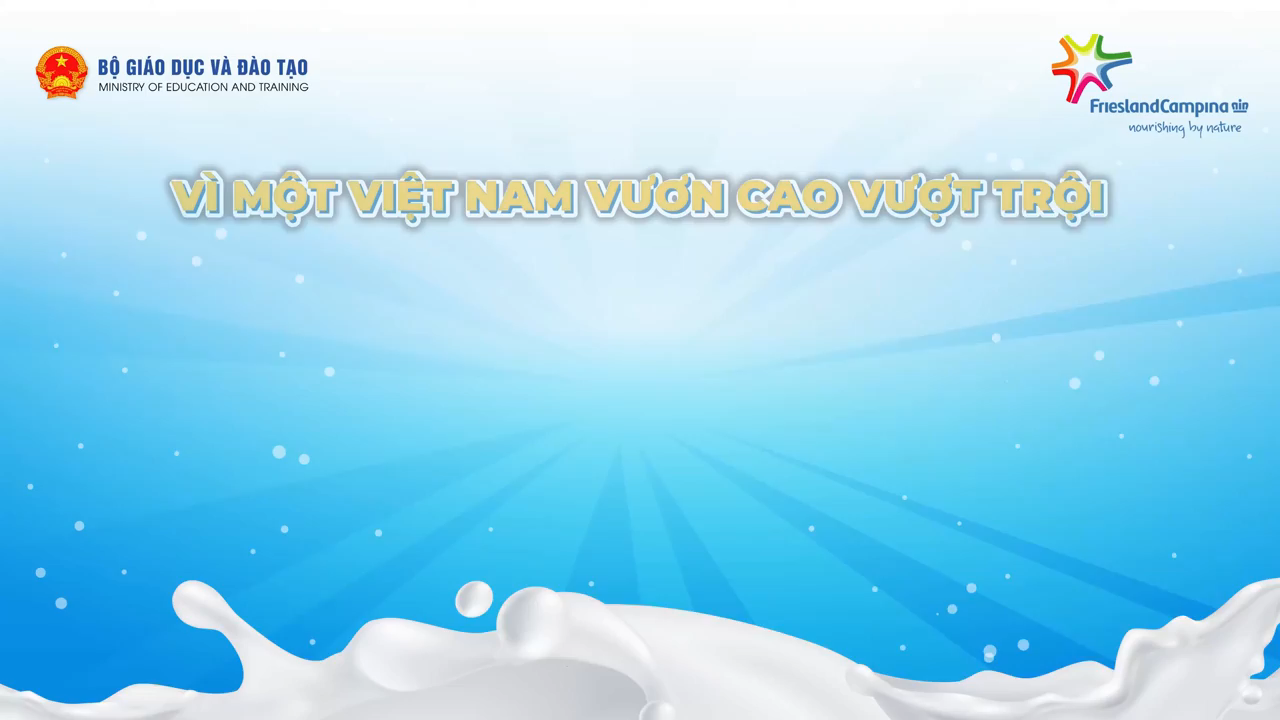 BỘ GIÁO DỤC VÀ ĐÀO TẠO
MINISTRY OF EDUCATION AND TRAINING
FrieslandCampina
nourishing by nature
VÌ MỘT VIỆT NAM VƯƠN CAO VƯỢT TRỘI